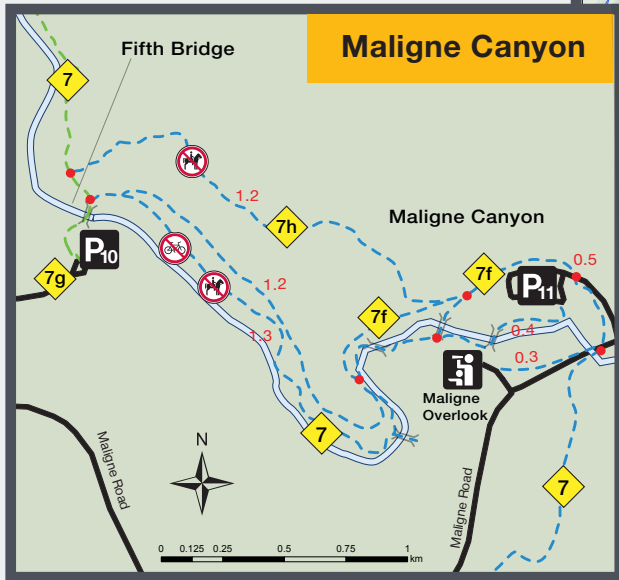 Maligne Canyon
Fifth Bridge
7
1.2
7h
Maligne Canyon
P10
7g
7f
P11
0.5
1.2
7f
0.4
1.3
0.3
Maligne
Overlook
7
Maligne Road
N
Maligne Road
7
0 0.125 0.25 0.5 0.75 1
km